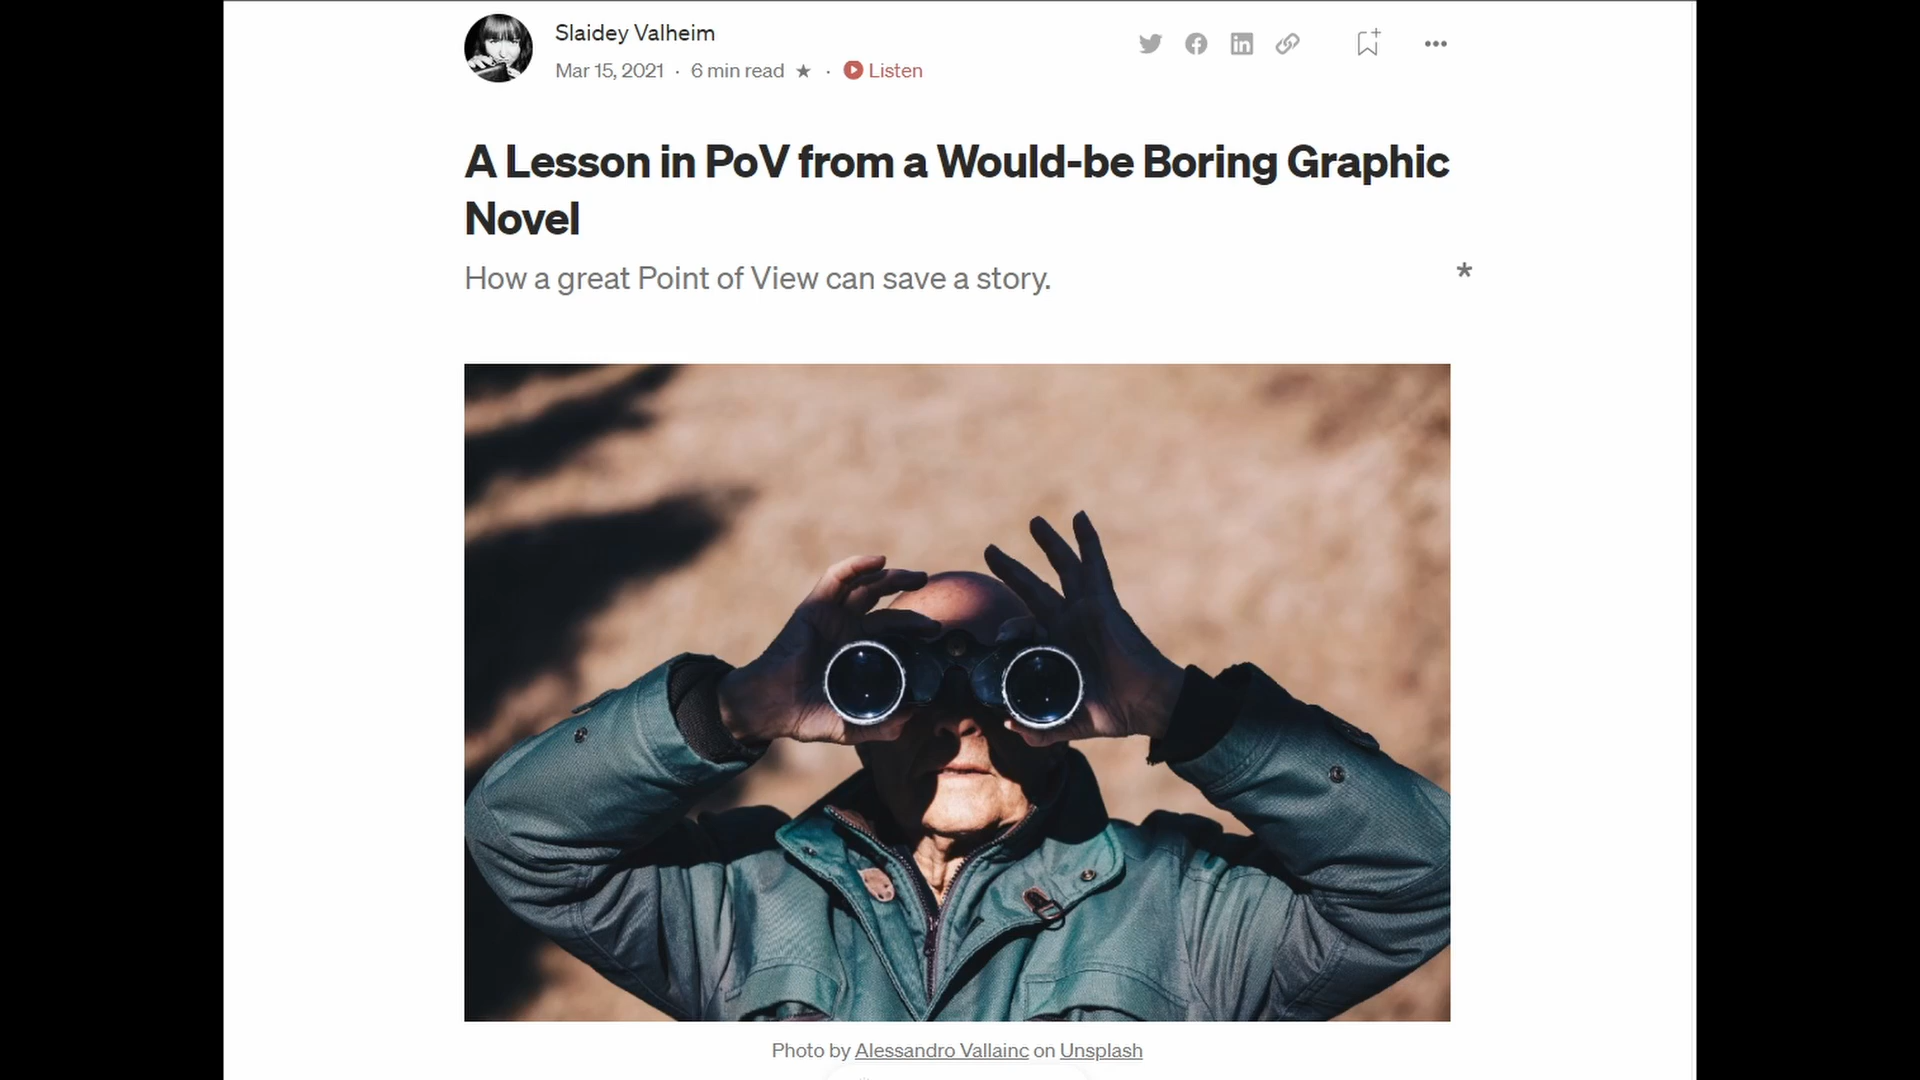 Slaidey Valheim
Mar 15, 2021 · 6 min read ★ · Listen
A Lesson in PoV from a Would-be Boring Graphic
Novel
How a great Point of View can save a story.
*
Photo by Alessandro Vallainc on Unsplash